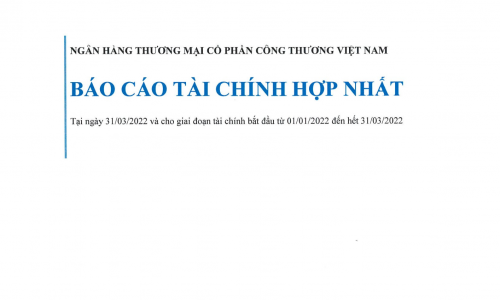 NGÂN HÀNG THƯƠNG MẠI CỔ PHẦN CÔNG THƯƠNG VIỆT NAM
BÁO CÁO TÀI CHÍNH HỢP NHẤT
Tại ngày 31/03/2022 và cho giai đoạn tài chính bắt đầu từ 01/01/2022 đến hết 31/03/2022